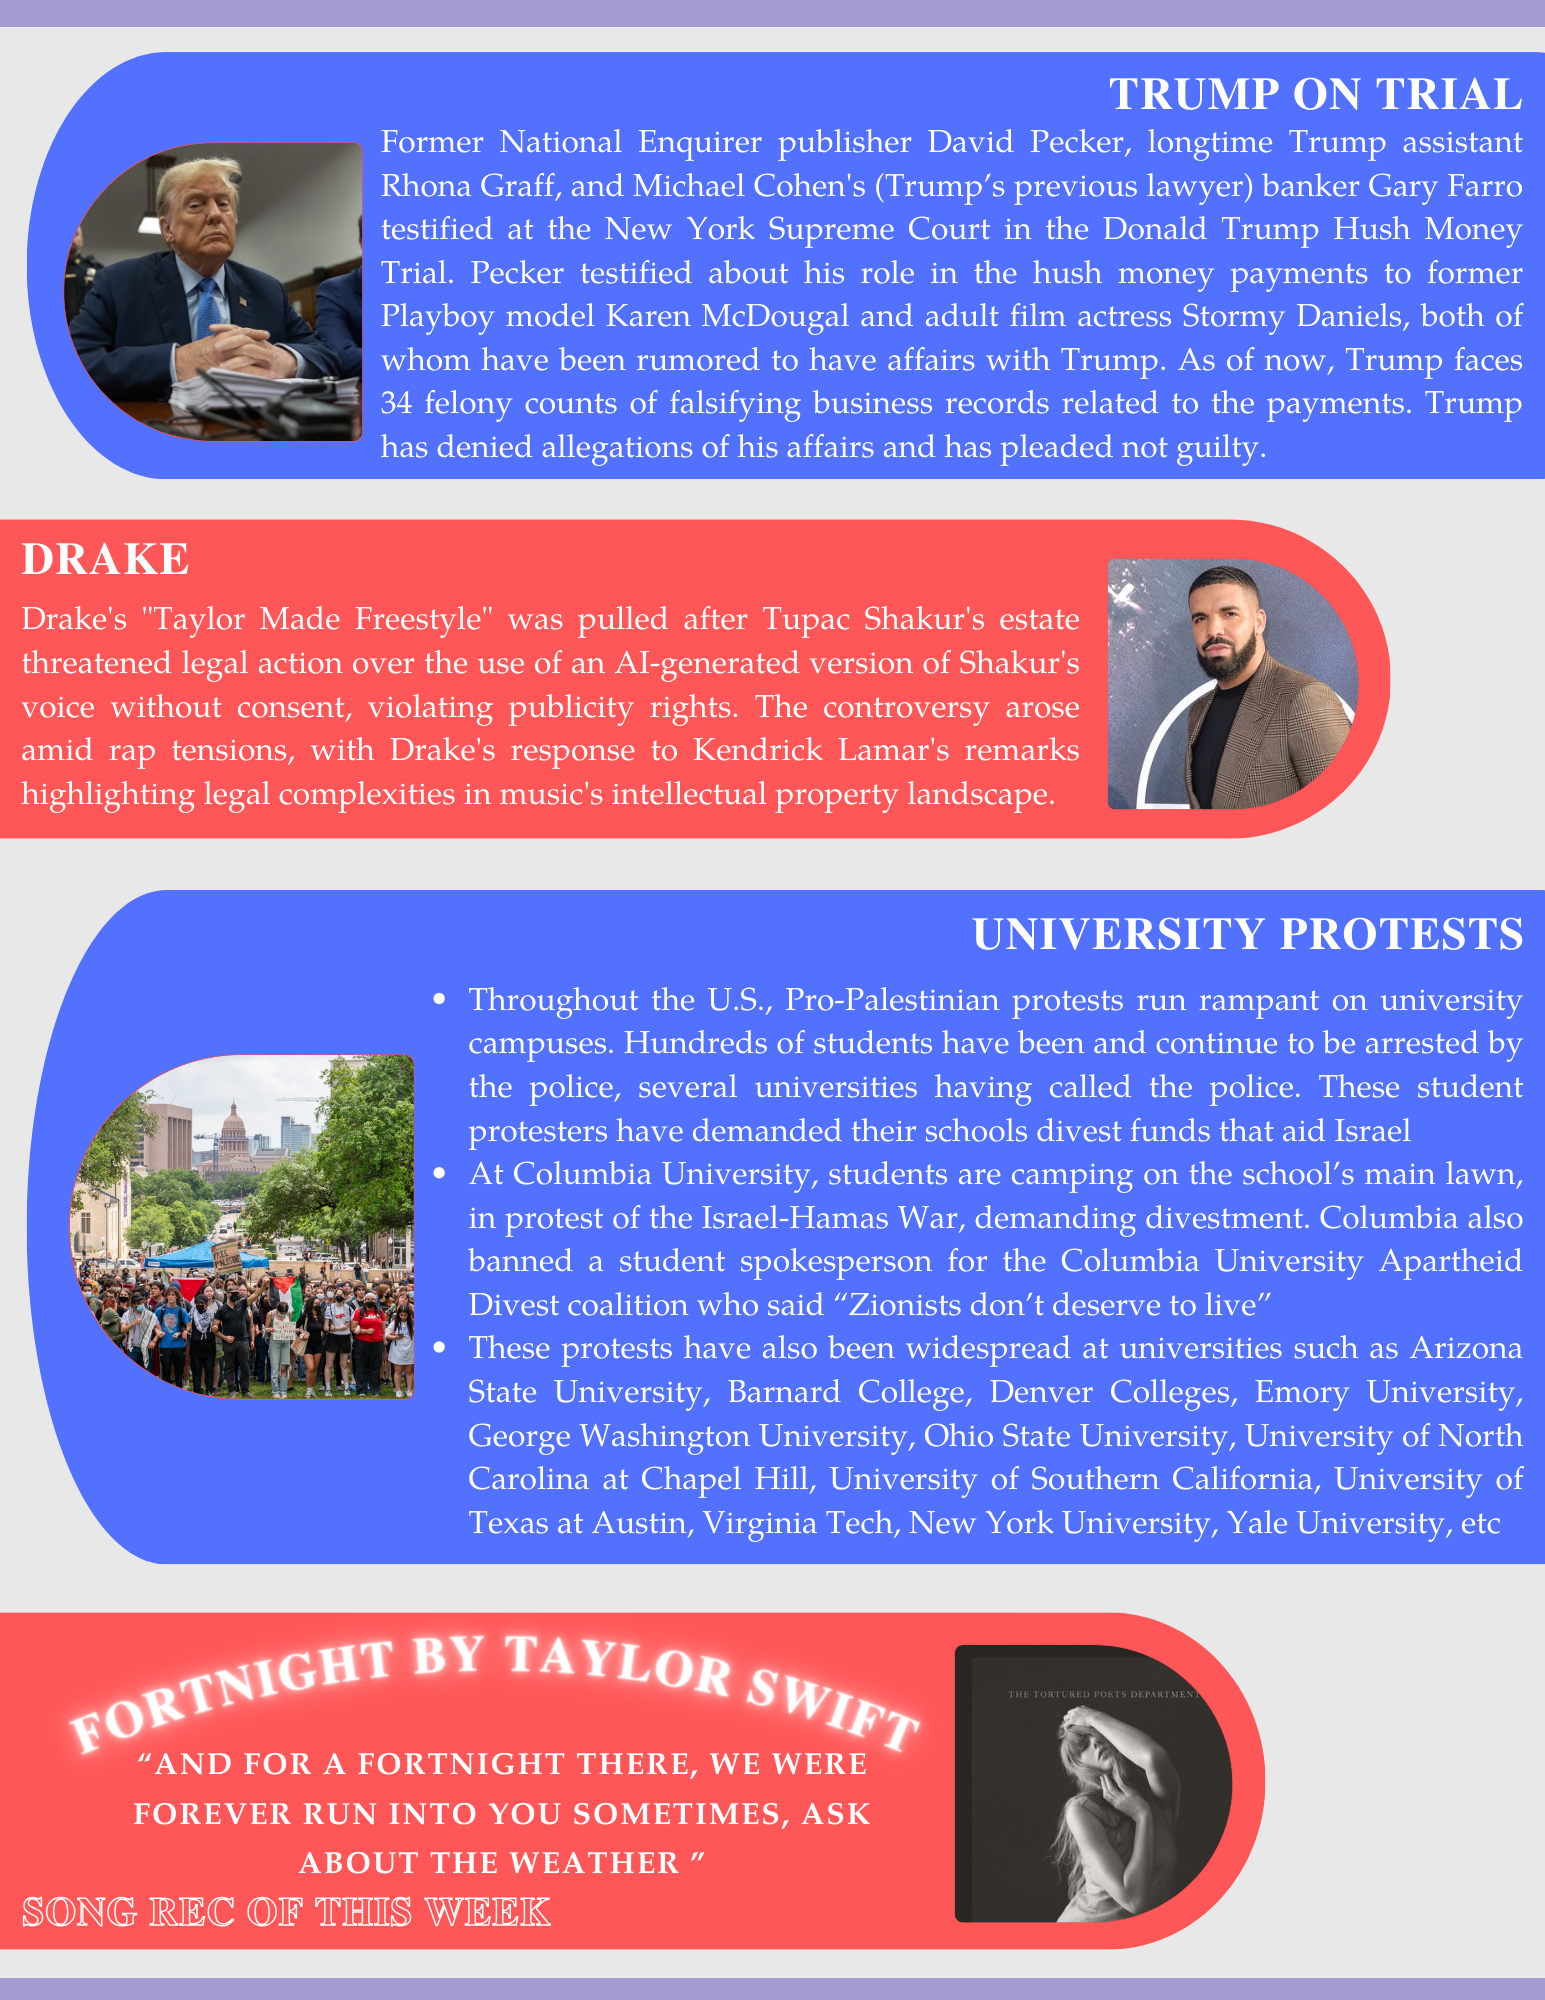 TRUMP ON TRIAL
Former National Enquirer publisher David Pecker, longtime Trump assistant
Rhona Graff, and Michael Cohen's (Trump’s previous lawyer) banker Gary Farro
testified at the New York Supreme Court in the Donald Trump Hush Money
Trial. Pecker testified about his role in the hush money payments to former
Playboy model Karen McDougal and adult film actress Stormy Daniels, both of
whom have been rumored to have affairs with Trump. As of now, Trump faces
34 felony counts of falsifying business records related to the payments. Trump
has denied allegations of his affairs and has pleaded not guilty.
DRAKE
Drake's "Taylor Made Freestyle" was pulled after Tupac Shakur's estate
threatened legal action over the use of an AI-generated version of Shakur's
voice without consent, violating publicity rights. The controversy arose
amid rap tensions, with Drake's response to Kendrick Lamar's remarks
highlighting legal complexities in music's intellectual property landscape.
UNIVERSITY PROTESTS
• Throughout the U.S., Pro-Palestinian protests run rampant on university
campuses. Hundreds of students have been and continue to be arrested by
the police, several universities having called the police. These student
protesters have demanded their schools divest funds that aid Israel
• At Columbia University, students are camping on the school’s main lawn,
in protest of the Israel-Hamas War, demanding divestment. Columbia also
banned a student spokesperson for the Columbia University Apartheid
Divest coalition who said “Zionists don’t deserve to live”
• These protests have also been widespread at universities such as Arizona
State University, Barnard College, Denver Colleges, Emory University,
George Washington University, Ohio State University, University of North
Carolina at Chapel Hill, University of Southern California, University of
Texas at Austin, Virginia Tech, New York University, Yale University, etc
FREE
PALESTINE
FORTNIGHT BY TAYLOR SWIFT
“AND FOR A FORTNIGHT THERE, WE WERE
FOREVER RUN INTO YOU SOMETIMES, ASK
ABOUT THE WEATHER ”
SONG REC OF THIS WEEK
THE TORTURED POETS DEPARTMENT